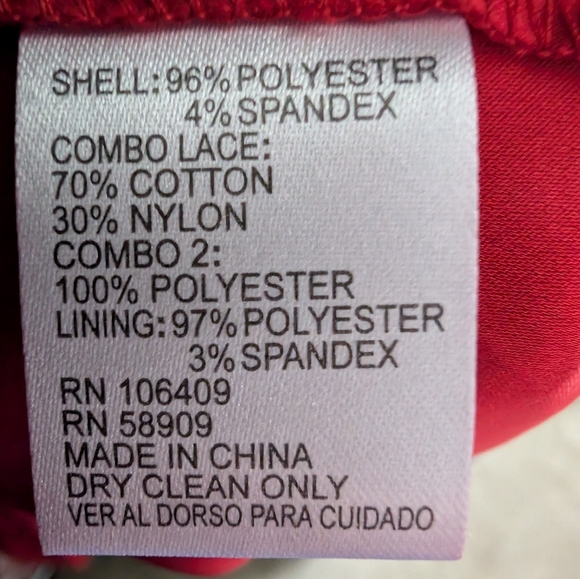 SHELL: 96% POLYESTER
4% SPANDEX
COMBO LACE:
70% COTTON
30% NYLON
COMBO 2:
100% POLYESTER
LINING: 97% POLYESTER
3% SPANDEX
RN 106409
RN 58909
MADE IN CHINA
DRY CLEAN ONLY
VER AL DORSO PARA CUIDADO